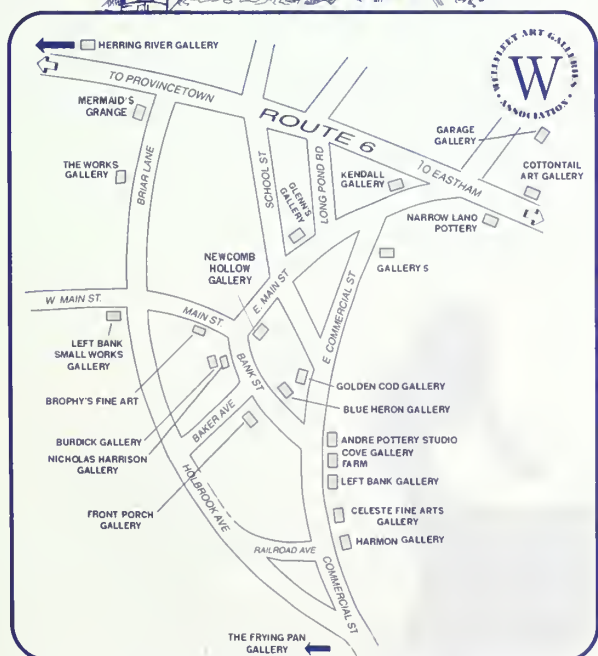 HERRING RIVER GALLERY
WELLFLEET ART GALLERIES ASSOCIATION
W
TO PROVINCETOWN
MERMAID'S
GRANGE
ROUTE 6
GARAGE
GALLERY
THE WORKS
GALLERY
BRIAR LANE
SCHOOL ST
GLENN'S
GALLERY
LONG POND RD
KENDALL
GALLERY
TO EASTHAM
COTTONTAIL
ART GALLERY
NARROW LAND
POTTERY
NEWCOMB
HOLLOW
GALLERY
E. MAIN ST
E COMMERCIAL ST
GALLERY 5
W MAIN ST.
MAIN ST.
LEFT BANK
SMALL WORKS
GALLERY
BANK ST
BROPHY'S FINE ART
GOLDEN COD GALLERY
BLUE HERON GALLERY
BURDICK GALLERY
NICHOLAS HARRISON
GALLERY
BAKER AVE
ANDRE POTTERY STUDIO
COVE GALLERY
FARM
LEFT BANK GALLERY
HOLBROOK AVE
FRONT PORCH
GALLERY
CELESTE FINE ARTS
GALLERY
HARMON GALLERY
RAILROAD AVE
COMMERCIAL ST
THE FRYING PAN
GALLERY